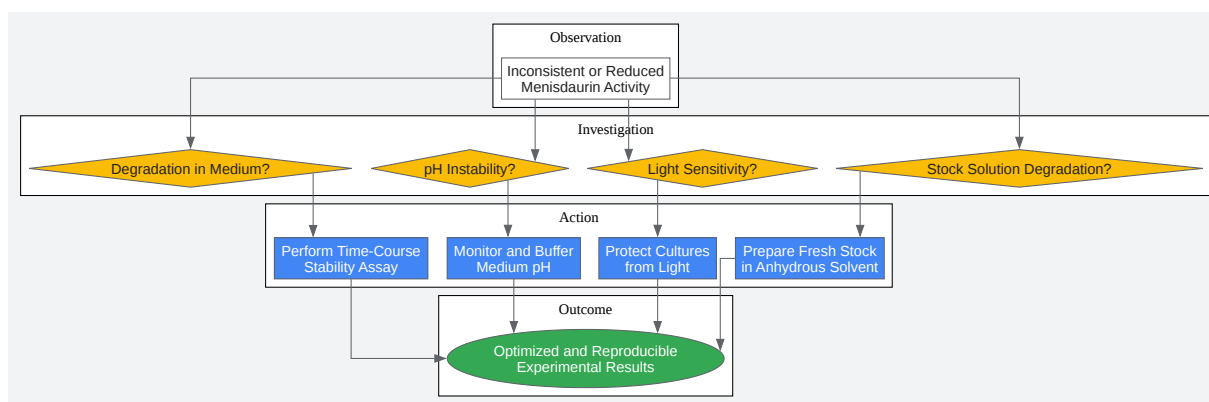 Observation
Inconsistent or Reduced
Menisdaurin Activity
Investigation
Degradation in Medium?
pH Instability?
Light Sensitivity?
Stock Solution Degradation?
Action
Perform Time-Course
Stability Assay
Monitor and Buffer
Medium pH
Protect Cultures
from Light
Prepare Fresh Stock
in Anhydrous Solvent
Outcome
Optimized and Reproducible
Experimental Results